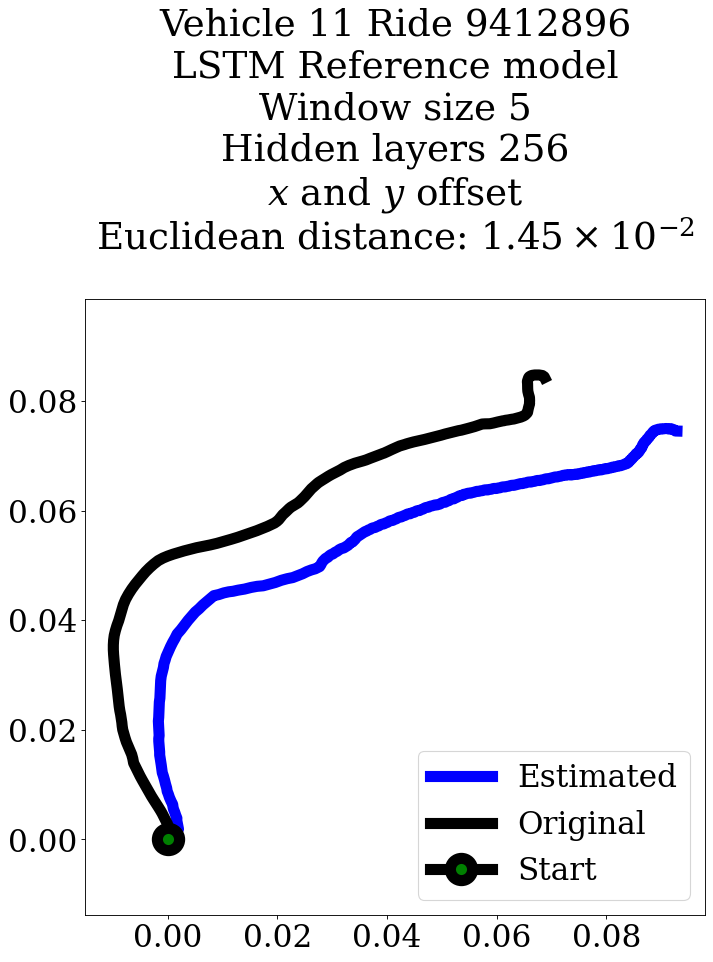 Vehicle 11 Ride 9412896
LSTM Reference model
Window size 5
Hidden layers 256
x and y offset
Euclidean distance: 1.45 × 10⁻²
0.08
0.06
0.04
0.02
0.00
Estimated
Original
Start
0.00 0.02 0.04 0.06 0.08